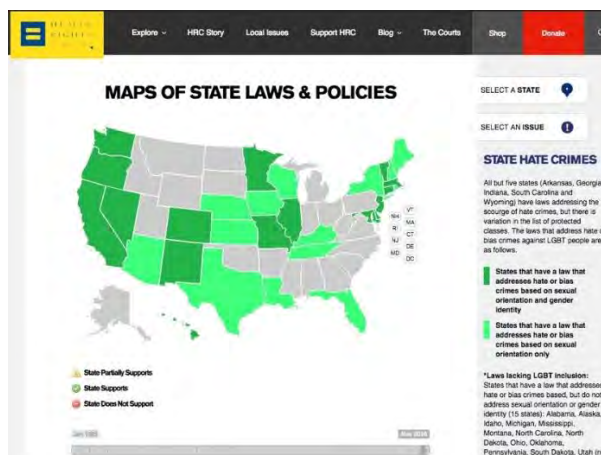 HUMAN
RIGHTS
Explore
HRC Story
Local Issues
Support HRC
Blog
The Courts
Shop
Donate
MAPS OF STATE LAWS & POLICIES
VT
NH
MA
RI
CT
NJ
DE
MD
DC
State Partially Supports
State Supports
State Does Not Support
SELECT A STATE
SELECT AN ISSUE
STATE HATE CRIMES
All but five states (Arkansas, Georgia,
Indiana, South Carolina and
Wyoming) have laws addressing the
scourge of hate crimes, but there is
variation in the list of protected
classes. The laws that address hate o
bias crimes against LGBT people are
as follows.
States that have a law that
addresses hate or bias
crimes based on sexual
orientation and gender
identity
States that have a law that
addresses hate or bias
crimes based on sexual
orientation only
*Laws lacking LGBT inclusion:
States that have a law that addresses
hate or bias crimes based, but do not
address sexual orientation or gender
identity (15 states): Alabama, Alaska,
Idaho, Michigan, Mississippi,
Montana, North Carolina, North
Dakota, Ohio, Oklahoma,
Pennsylvania, South Dakota, Utah (in